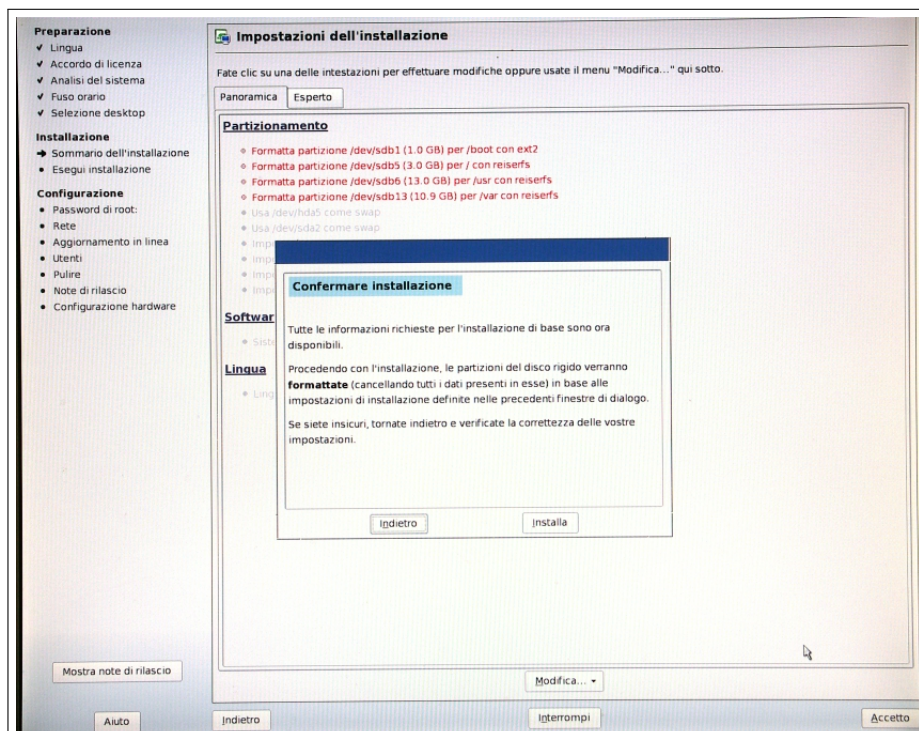 Preparazione
Lingua
Accordo di licenza
Analisi del sistema
Fuso orario
Selezione desktop
Installazione
Sommario dell'installazione
Esegui installazione
Configurazione
Password di root:
Rete
Aggiornamento in linea
Utenti
Pulire
Note di rilascio
Configurazione hardware
Mostra note di rilascio
Aiuto
Impostazioni dell'installazione
Fate clic su una delle intestazioni per effettuare modifiche oppure usate il menu "Modifica..." qui sotto.
Panoramica
Esperto
Partizionamento
Formatta partizione /dev/sdb1 (1.0 GB) per /boot con ext2
Formatta partizione /dev/sdb5 (3.0 GB) per / con reiserfs
Formatta partizione /dev/sdb6 (13.0 GB) per /usr con reiserfs
Formatta partizione /dev/sdb13 (10.9 GB) per /var con reiserfs
Usa /dev/hda5 come swap
Usa /dev/sda2 come swap
Imp
Imp
Imp
Imp
Softwar
Siste
Lingua
Ling
Confermare installazione
Tutte le informazioni richieste per l'installazione di base sono ora
disponibili.
Procedendo con l'installazione, le partizioni del disco rigido verranno
formattate (cancellando tutti i dati presenti in esse) in base alle
impostazioni di installazione definite nelle precedenti finestre di dialogo.
Se siete insicuri, tornate indietro e verificate la correttezza delle vostre
impostazioni.
Indietro
Installa
Modifica...
Indietro
Interrompi
Accetto